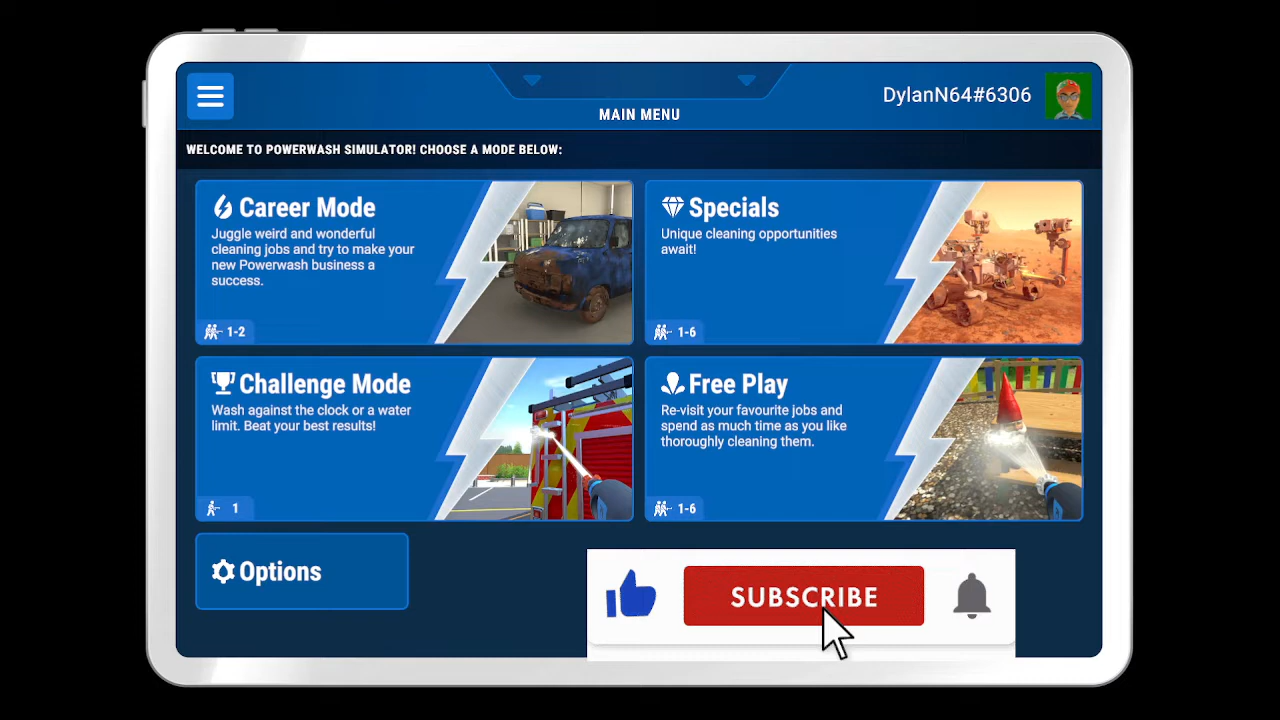 DylanN64#6306
MAIN MENU
WELCOME TO POWERWASH SIMULATOR! CHOOSE A MODE BELOW:
Career Mode
Juggle weird and wonderful
cleaning jobs and try to make your
new Powerwash business a
success.
1-2
Specials
Unique cleaning opportunities
await!
1-6
Challenge Mode
Wash against the clock or a water
limit. Beat your best results!
1
Free Play
Re-visit your favourite jobs and
spend as much time as you like
thoroughly cleaning them.
1-6
Options
SUBSCRIBE